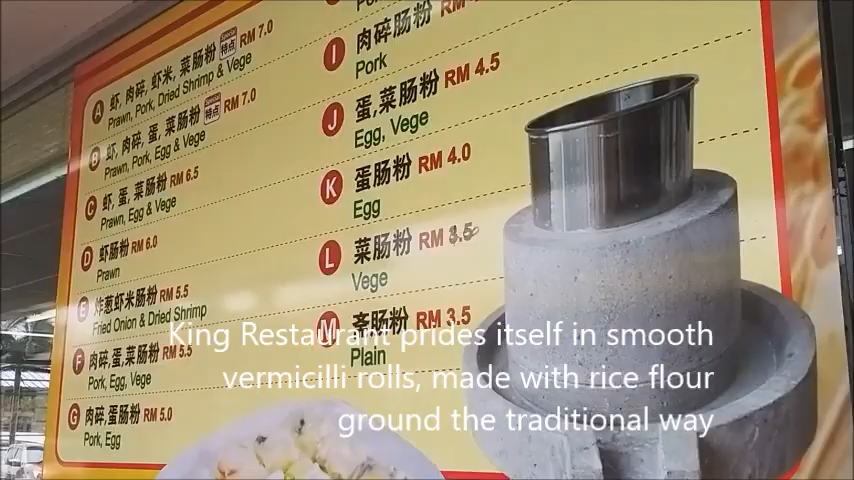 A 虾, 肉碎, 虾米, 菜肠粉 Special 特点 RM 7.0
Prawn, Pork, Dried Shrimp & Vege
B 虾, 肉碎, 蛋, 菜肠粉 Special 特点 RM 7.0
Prawn, Pork, Egg & Vege
C 虾, 蛋, 菜肠粉 RM 6.5
Prawn, Egg & Vege
D 虾肠粉 RM 6.0
Prawn
E 炸葱虾米肠粉 RM 5.5
Fried Onion & Dried Shrimp
F 肉碎,蛋,菜肠粉 RM 5.5
Pork, Egg, Vege
G 肉碎,蛋肠粉 RM 5.0
Pork, Egg
I 肉碎肠粉 RM
Pork
J 蛋,菜肠粉 RM 4.5
Egg, Vege
K 蛋肠粉 RM 4.0
Egg
L 菜肠粉 RM
Vege
M 斋肠粉 RM 3.5
Plain
King Restaurant prides itself in smooth
vermicilli rolls, made with rice flour
ground the traditional way